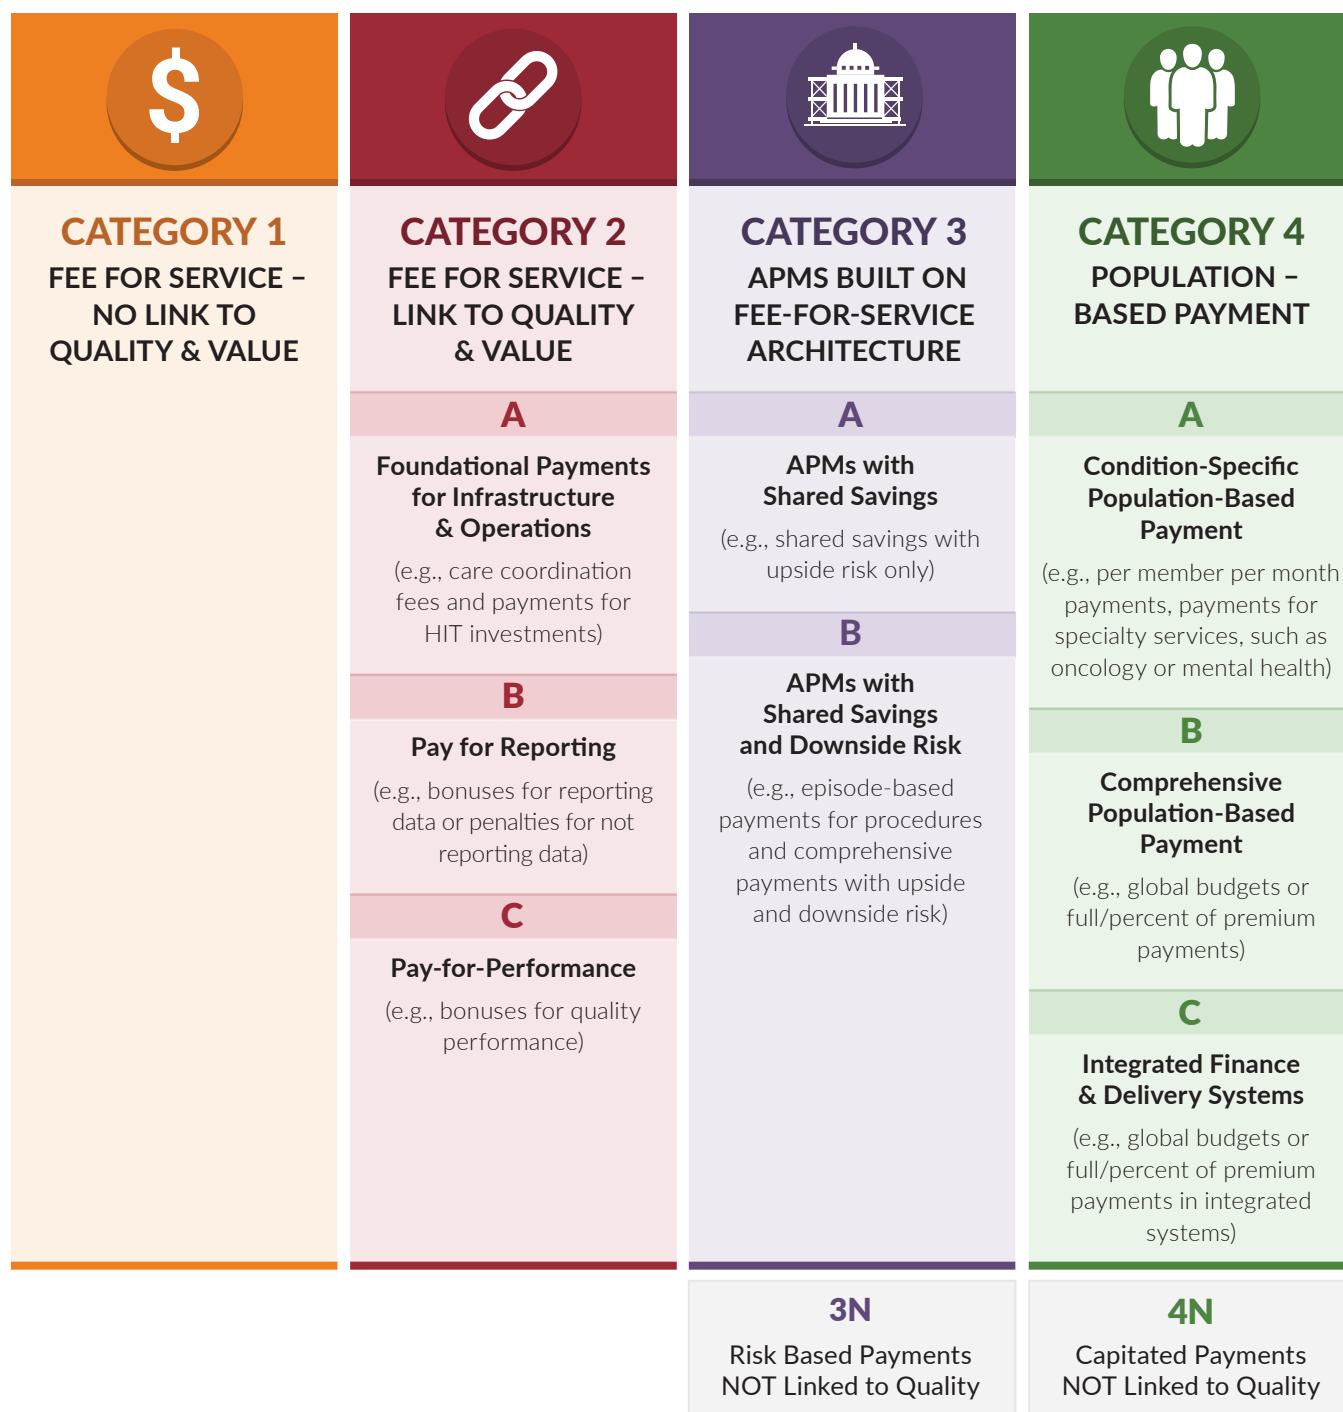 $
CATEGORY 1
FEE FOR SERVICE –
NO LINK TO
QUALITY & VALUE
CATEGORY 2
FEE FOR SERVICE –
LINK TO QUALITY
& VALUE
A
Foundational Payments
for Infrastructure
& Operations
(e.g., care coordination
fees and payments for
HIT investments)
B
Pay for Reporting
(e.g., bonuses for reporting
data or penalties for not
reporting data)
C
Pay-for-Performance
(e.g., bonuses for quality
performance)
CATEGORY 3
APMS BUILT ON
FEE-FOR-SERVICE
ARCHITECTURE
A
APMs with
Shared Savings
(e.g., shared savings with
upside risk only)
B
APMs with
Shared Savings
and Downside Risk
(e.g., episode-based
payments for procedures
and comprehensive
payments with upside
and downside risk)
3N
Risk Based Payments
NOT Linked to Quality
CATEGORY 4
POPULATION –
BASED PAYMENT
A
Condition-Specific
Population-Based
Payment
(e.g., per member per month
payments, payments for
specialty services, such as
oncology or mental health)
B
Comprehensive
Population-Based
Payment
(e.g., global budgets or
full/percent of premium
payments)
C
Integrated Finance
& Delivery Systems
(e.g., global budgets or
full/percent of premium
payments in integrated
systems)
4N
Capitated Payments
NOT Linked to Quality